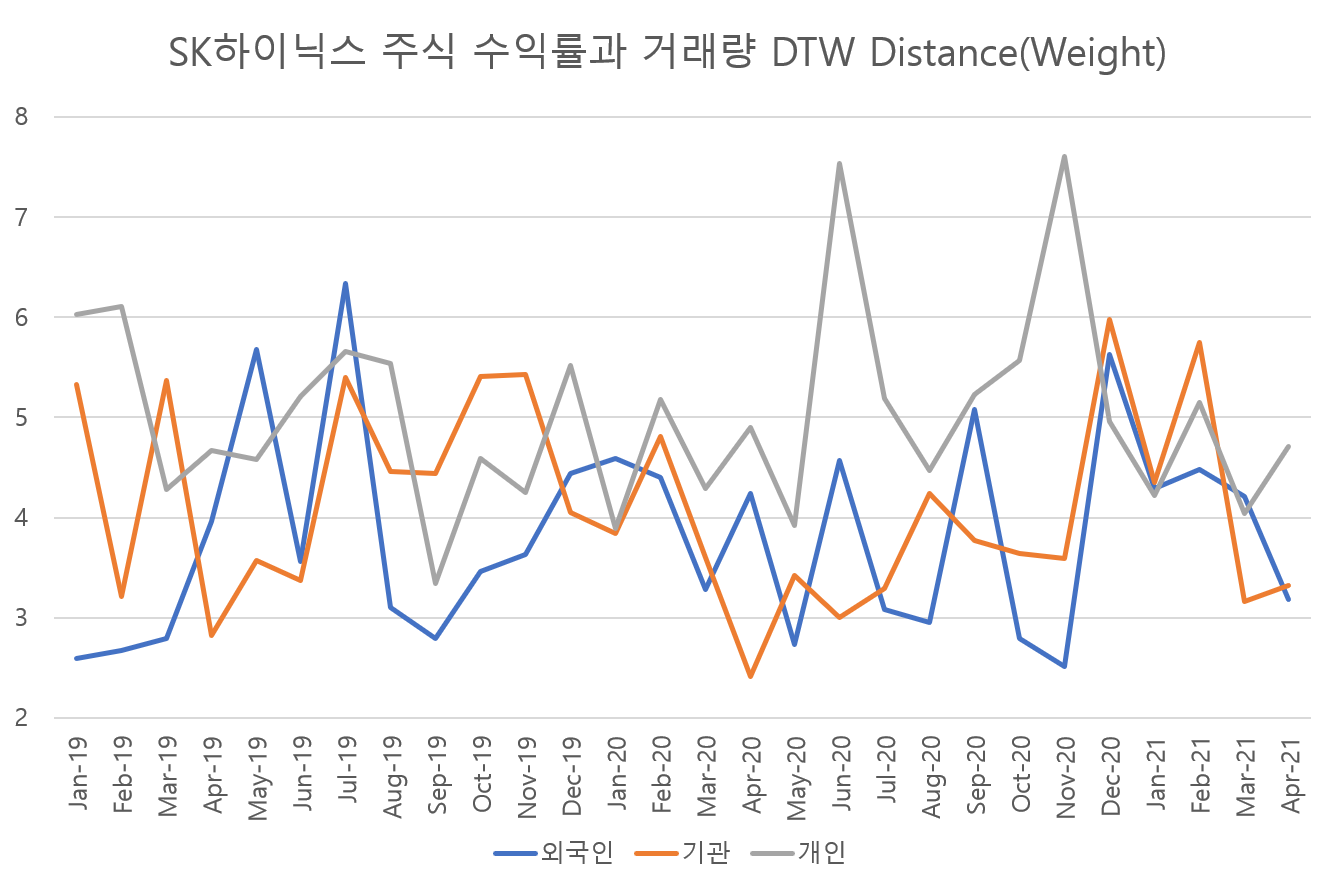 SK하이닉스 주식 수익률과 거래량 DTW Distance(Weight)
8
7
6
5
4
3
2
Jan-19
Feb-19
Mar-19
Apr-19
May-19
Jun-19
Jul-19
Aug-19
Sep-19
Oct-19
Nov-19
Dec-19
Jan-20
Feb-20
Mar-20
Apr-20
May-20
Jun-20
Jul-20
Aug-20
Sep-20
Oct-20
Nov-20
Dec-20
Jan-21
Feb-21
Mar-21
Apr-21
외국인 기관 개인